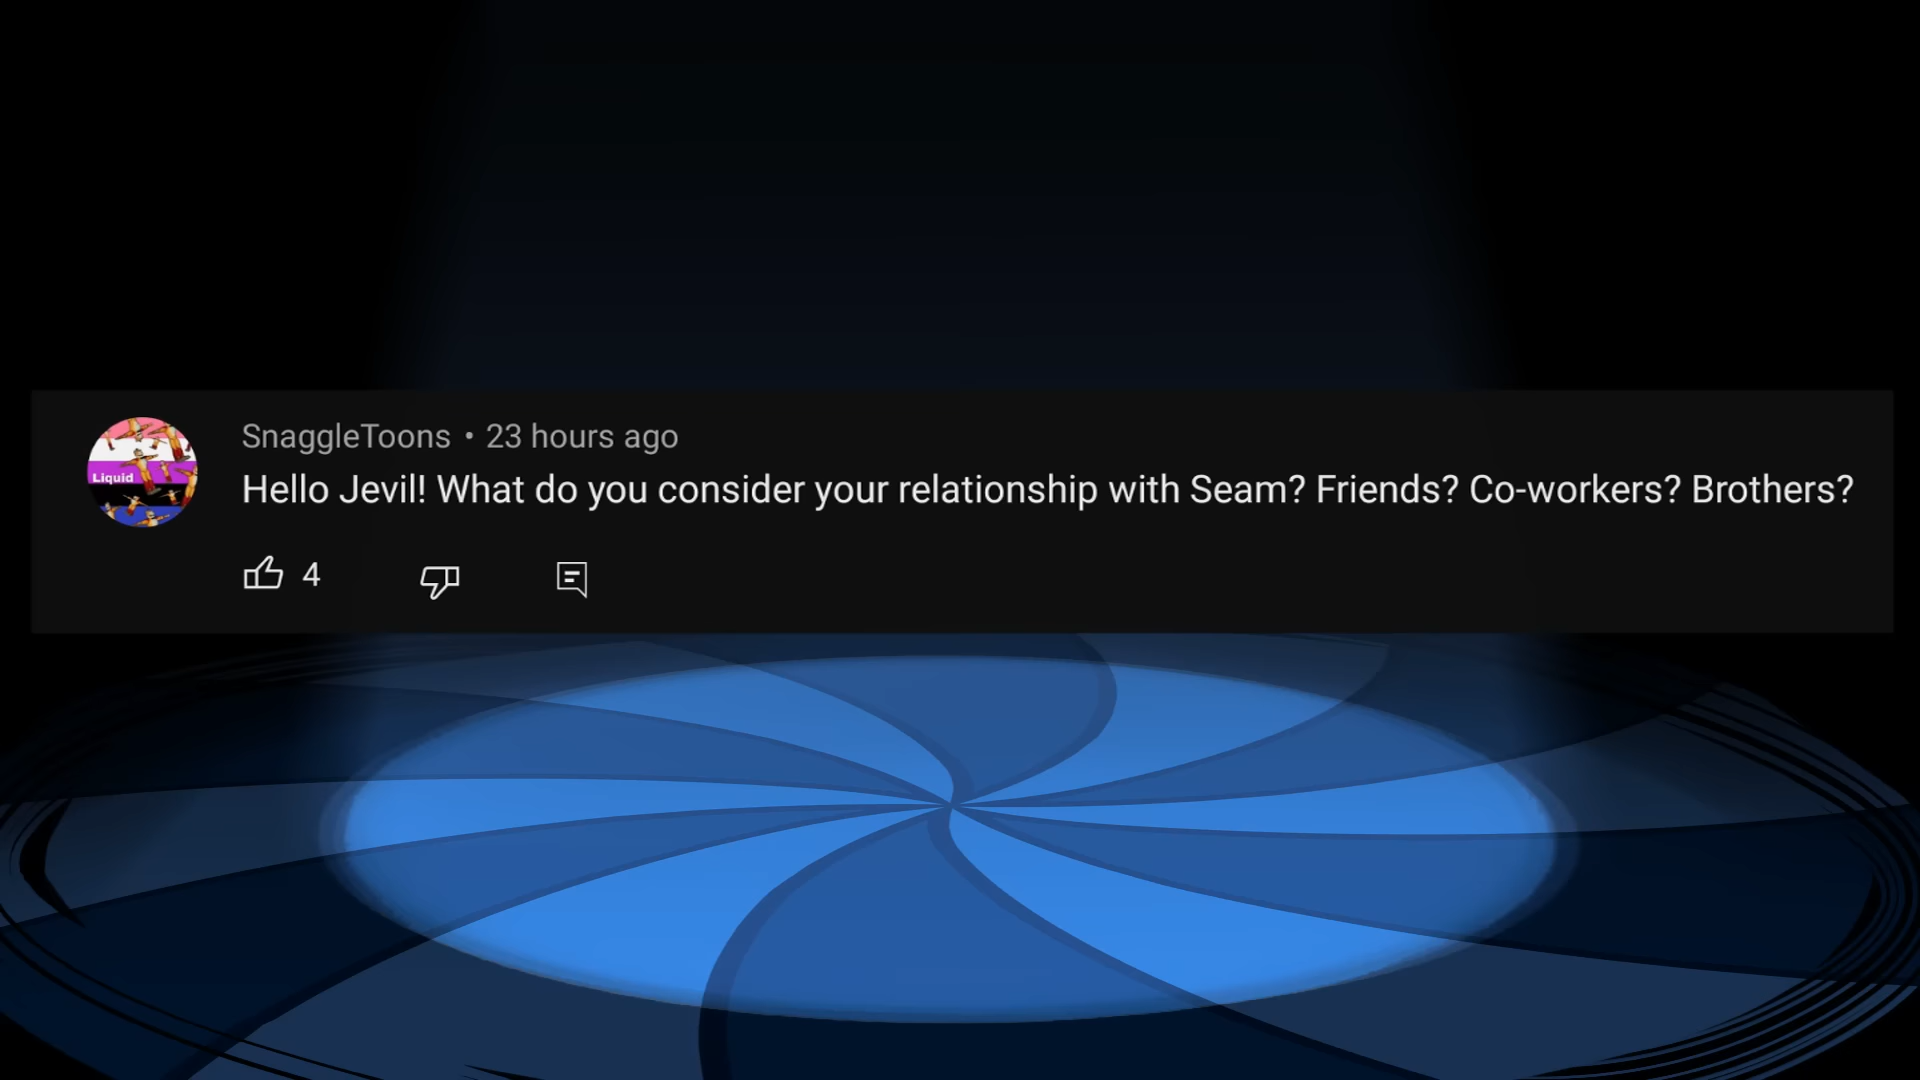 SnaggleToons • 23 hours ago
Liquid
Hello Jevil! What do you consider your relationship with Seam? Friends? Co-workers? Brothers?
4